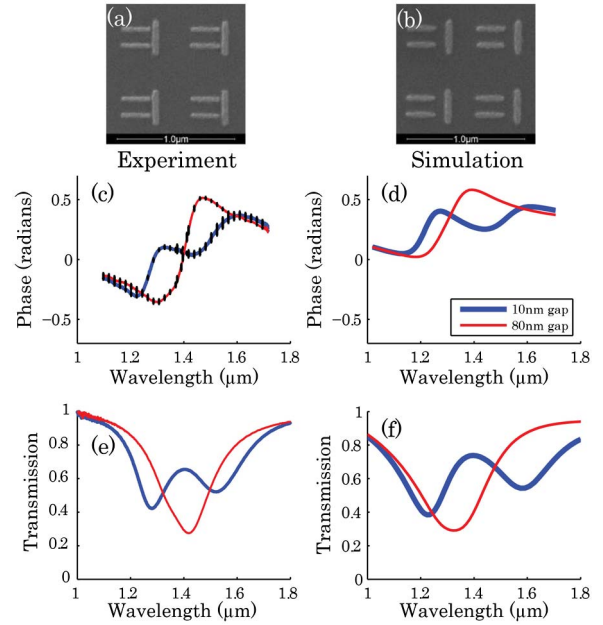 (a)
(b)
1.0µm
1.0µm
Experiment
Simulation
(c)
(d)
Phase (radians)
0.5
0
−0.5
1
1.2
1.4
1.6
1.8
Wavelength (µm)
Phase (radians)
0.5
0
−0.5
10nm gap
80nm gap
1
1.2
1.4
1.6
1.8
Wavelength (µm)
(e)
(f)
Transmission
1
0.8
0.6
0.4
0.2
0
1
1.2
1.4
1.6
1.8
Wavelength (µm)
Transmission
1
0.8
0.6
0.4
0.2
0
1
1.2
1.4
1.6
1.8
Wavelength (µm)